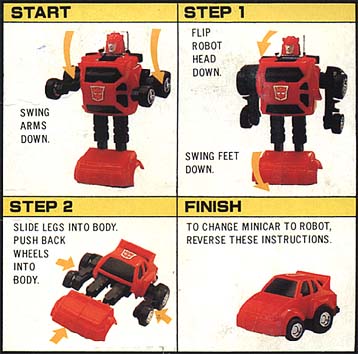 START
SWING
ARMS
DOWN.
STEP 1
FLIP
ROBOT
HEAD
DOWN.
SWING FEET
DOWN.
STEP 2
SLIDE LEGS INTO BODY.
PUSH BACK
WHEELS
INTO
BODY.
FINISH
TO CHANGE MINICAR TO ROBOT,
REVERSE THESE INSTRUCTIONS.